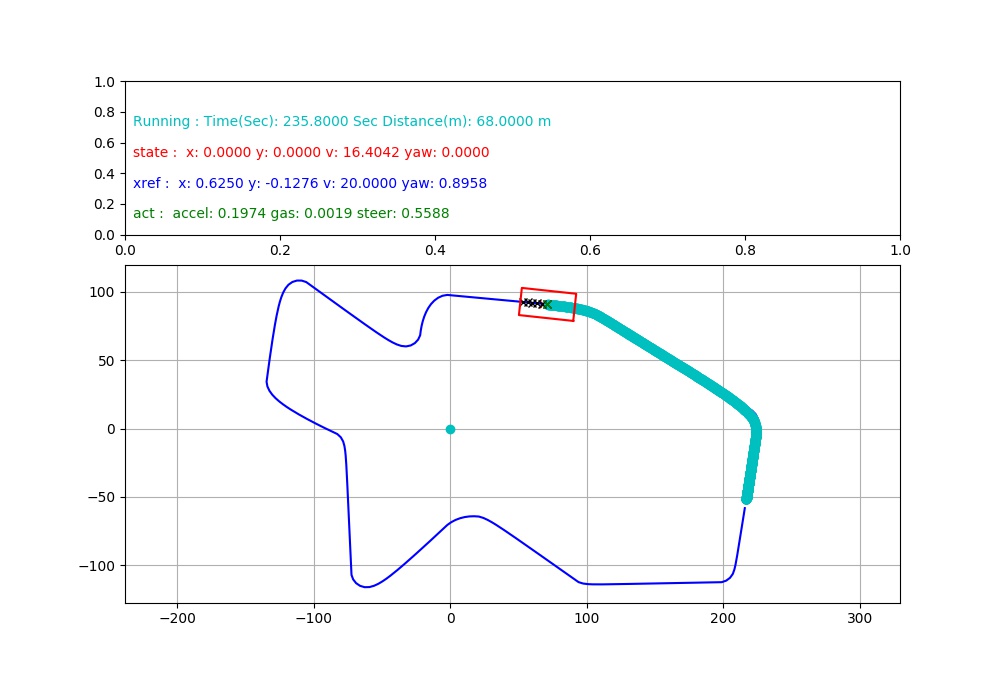 1.0
0.8
0.6
0.4
0.2
0.0
Running : Time(Sec): 235.8000 Sec Distance(m): 68.0000 m
state :  x: 0.0000 y: 0.0000 v: 16.4042 yaw: 0.0000
xref :  x: 0.6250 y: -0.1276 v: 20.0000 yaw: 0.8958
act :  accel: 0.1974 gas: 0.0019 steer: 0.5588
0.0 0.2 0.4 0.6 0.8 1.0
100
50
0
−50
−100
−200 −100 0 100 200 300